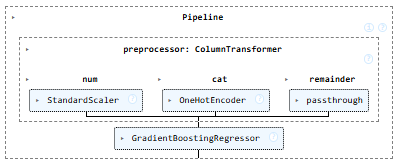 Pipeline
i ?
preprocessor: ColumnTransformer
?
num cat remainder
StandardScaler ? OneHotEncoder ? passthrough
GradientBoostingRegressor ?